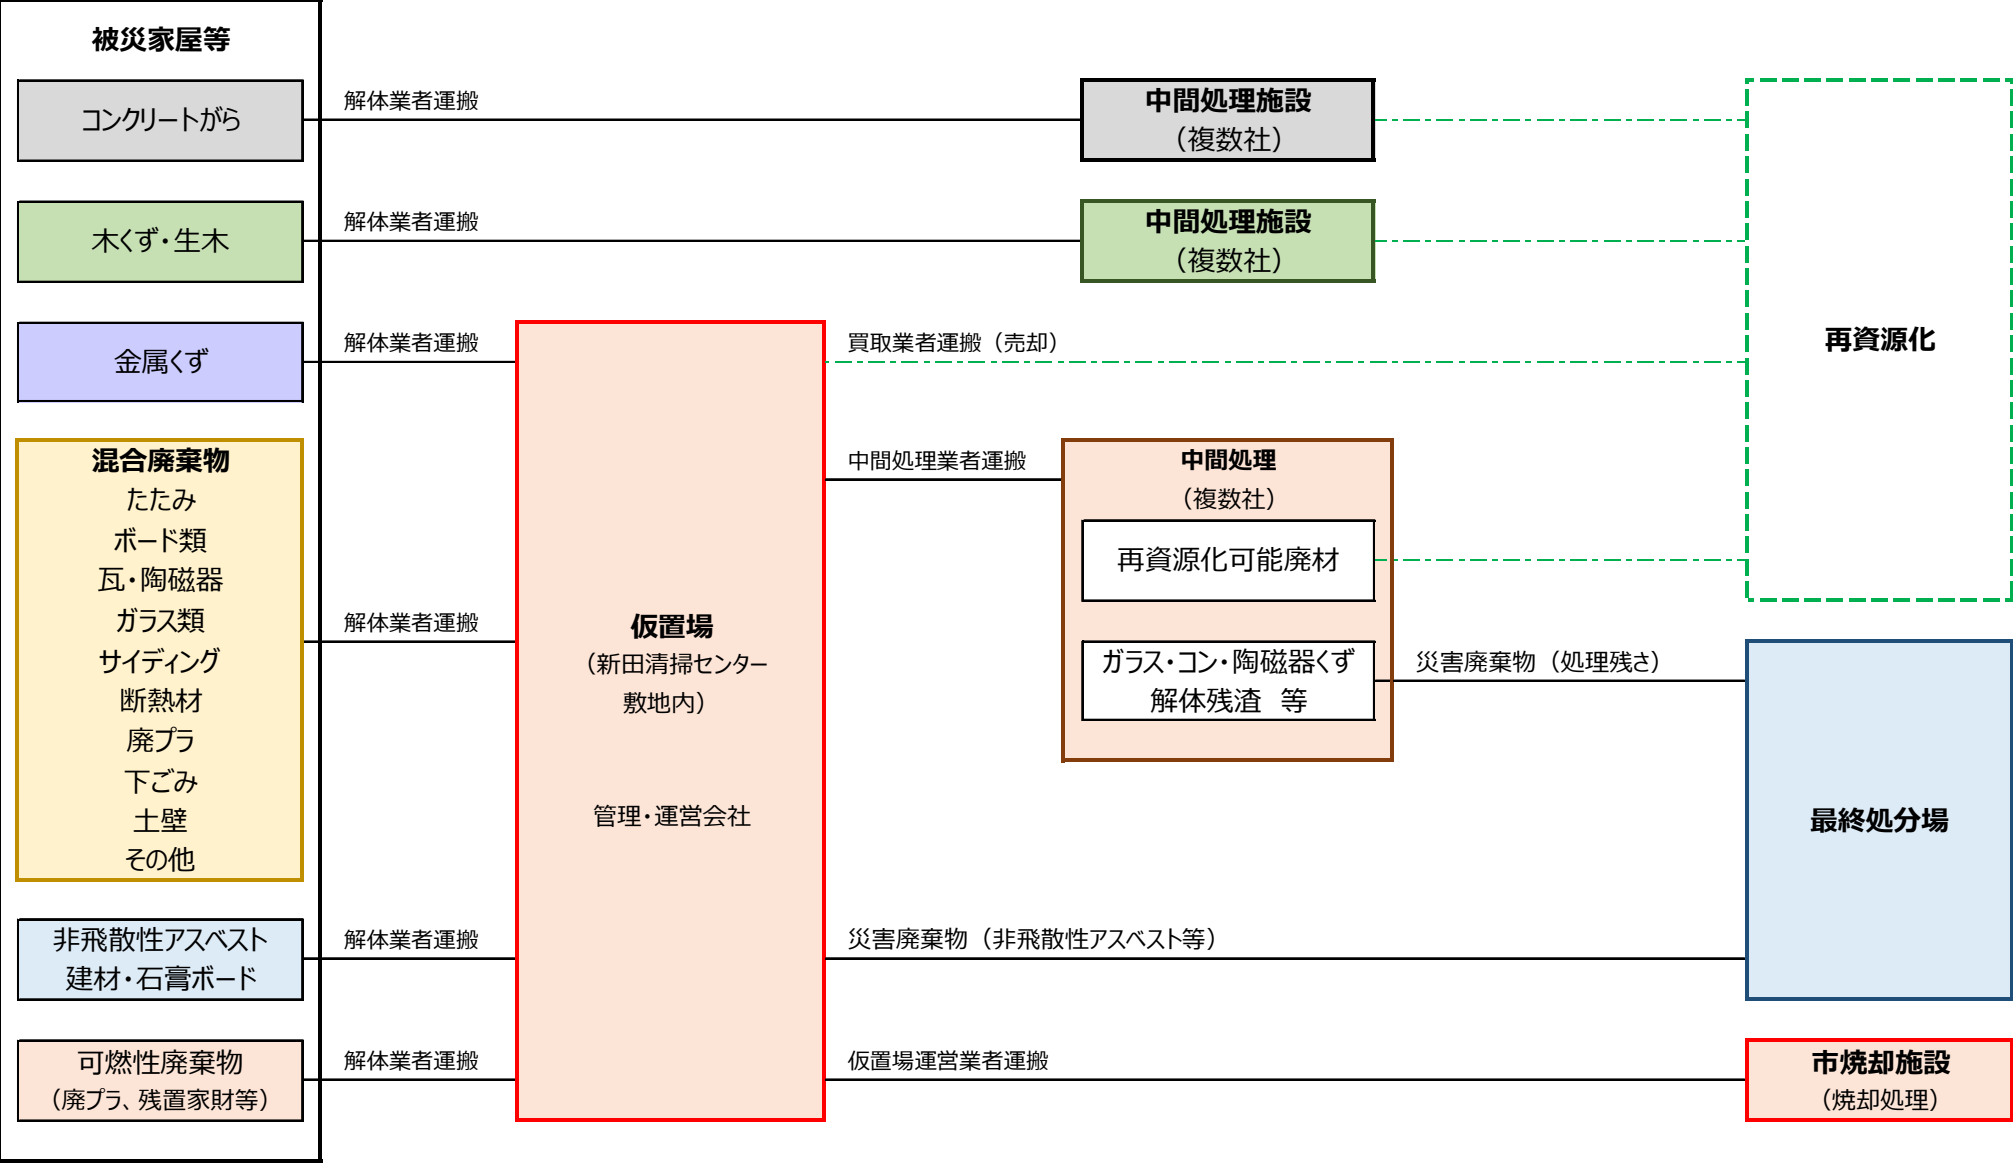 被災家屋等
コンクリートがら
解体業者運搬
中間処理施設
（複数社）
木くず・生木
解体業者運搬
中間処理施設
（複数社）
金属くず
解体業者運搬
買取業者運搬（売却）
再資源化
混合廃棄物
たたみ
ボード類
瓦・陶磁器
ガラス類
サイディング
断熱材
廃プラ
下ごみ
土壁
その他
解体業者運搬
仮置場
（新田清掃センター
敷地内）
管理・運営会社
中間処理業者運搬
中間処理
（複数社）
再資源化可能廃材
ガラス・コン・陶磁器くず
解体残渣　等
災害廃棄物（処理残さ）
最終処分場
非飛散性アスベスト
建材・石膏ボード
解体業者運搬
災害廃棄物（非飛散性アスベスト等）
可燃性廃棄物
（廃プラ、残置家財等）
解体業者運搬
仮置場運営業者運搬
市焼却施設
（焼却処理）